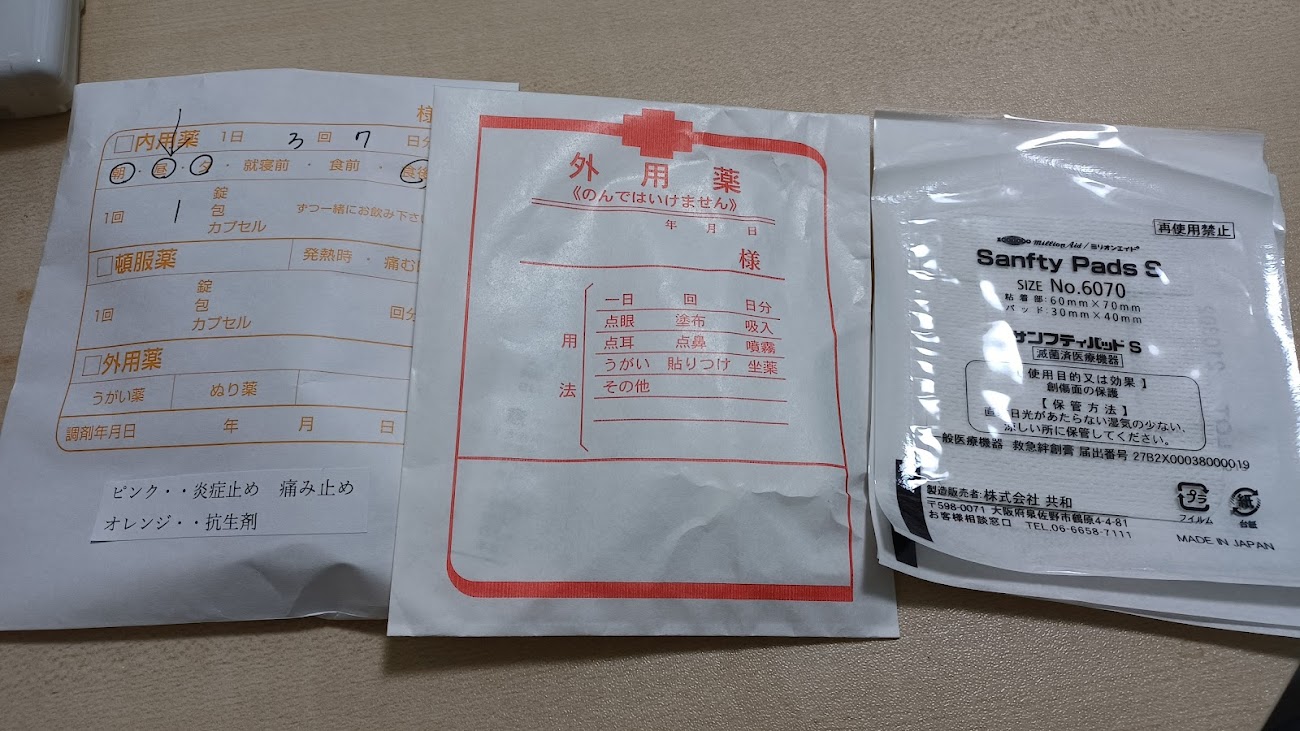 様
内用薬 1日 3 回 7 日分
朝・昼・夕・就寝前・食前・食後
錠
1回 1 包 ずつ一緒にお飲み下さい
カプセル
頓服薬 発熱時・痛む
錠
1回 包 回分
カプセル
外用薬
うがい薬 ぬり薬
調剤年月日 年 月 日
ピンク・・炎症止め 痛み止め
オレンジ・・抗生剤
外用薬
《のんではいけません》
年 月 日
様
用法
一日 回 日分
点眼 塗布 吸入
点耳 点鼻 噴霧
うがい 貼りつけ 坐薬
その他
再使用禁止
million Aid/ミリオンエイド®
Sanfty Pads S
SIZE No.6070
粘着部:60mm×70mm
パッド:30mm×40mm
サンフティパッド S
滅菌済医療機器
【使用目的又は効果】
創傷面の保護
【保管方法】
直射日光があたらない湿気の少ない、
涼しい所に保管してください。
一般医療機器 救急絆創膏 届出番号 27B2X00038000019
製造販売者:株式会社 共和
〒598-0071 大阪府泉佐野市鶴原4-4-81
お客様相談窓口 TEL.06-6658-7111
プラ
フィルム
紙
台紙
MADE IN JAPAN